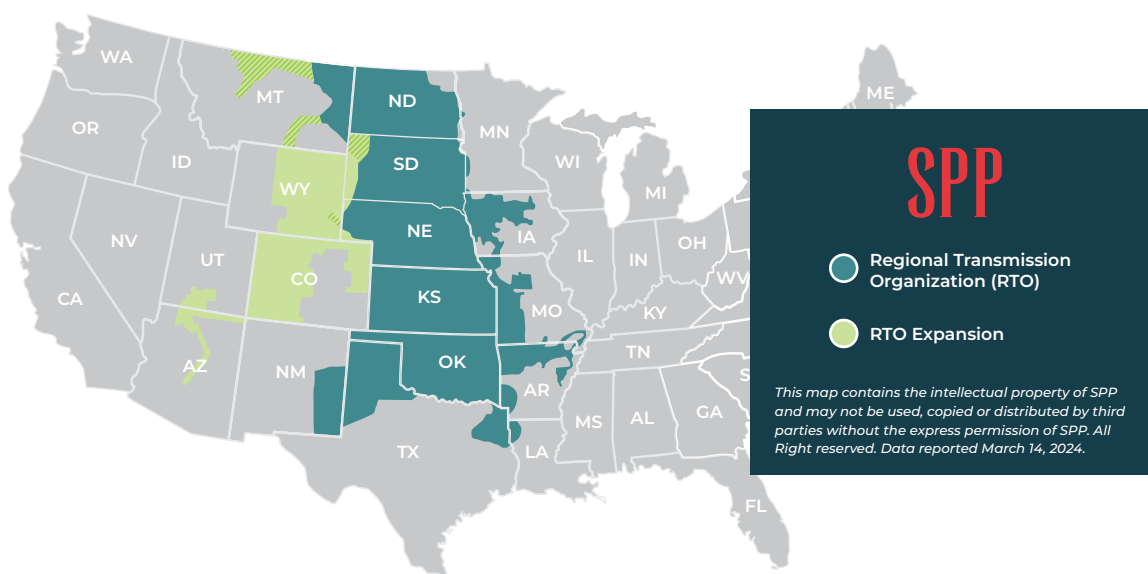 WA
OR
CA
NV
ID
MT
WY
UT
AZ
CO
NM
ND
SD
NE
KS
OK
TX
MN
IA
MO
AR
LA
WI
IL
MS
MI
IN
KY
TN
AL
OH
WV
GA
S
FL
ME
SPP
Regional Transmission
Organization (RTO)
RTO Expansion
This map contains the intellectual property of SPP
and may not be used, copied or distributed by third
parties without the express permission of SPP. All
Right reserved. Data reported March 14, 2024.